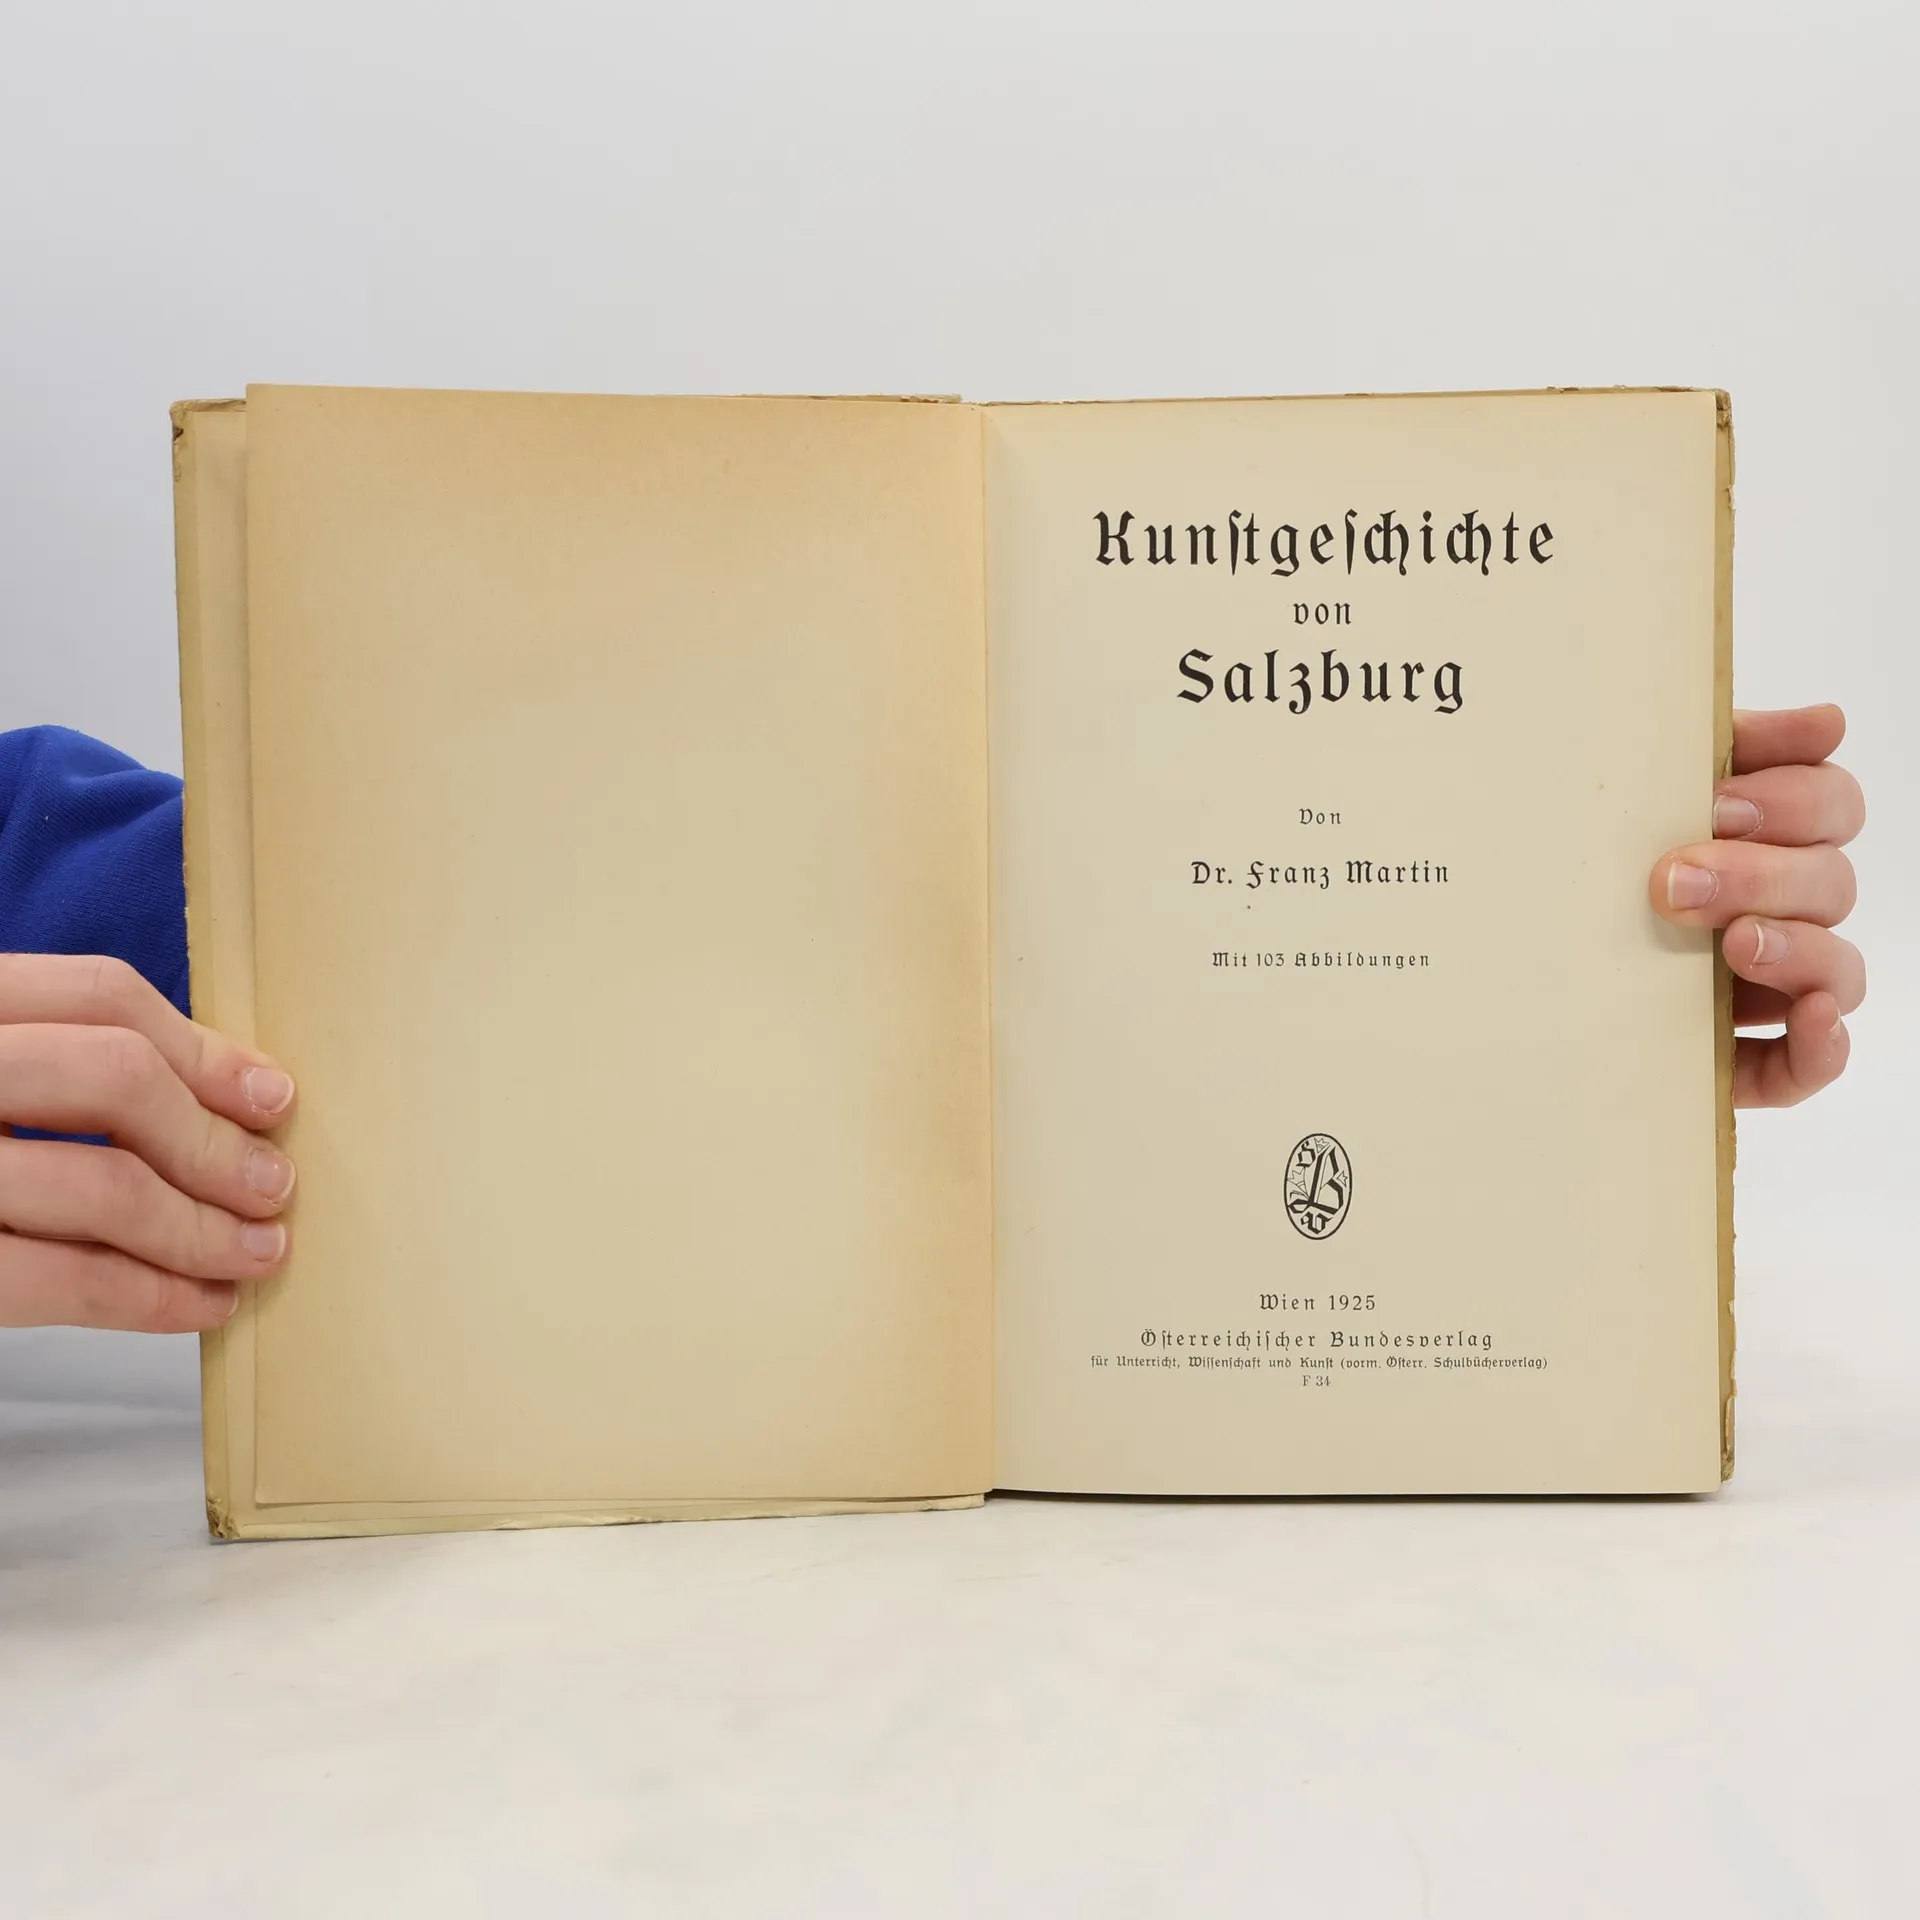 Kunſtgeſchichte
von
Salzburg
Von
Dr. Franz Martin
Mit 103 Abbildungen
Ö
B
V
Wien 1925
Öſterreichiſcher Bundesverlag
für Unterricht, Wiſſenſchaft und Kunſt (vorm. Öſterr. Schulbücherverlag)
F 34